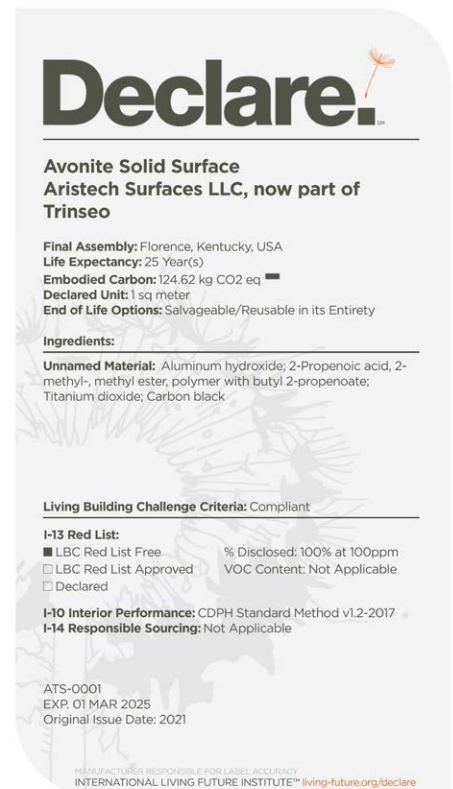 Declare.
SM
Avonite Solid Surface
Aristech Surfaces LLC, now part of
Trinseo
Final Assembly: Florence, Kentucky, USA
Life Expectancy: 25 Year(s)
Embodied Carbon: 124.62 kg CO2 eq
Declared Unit: 1 sq meter
End of Life Options: Salvageable/Reusable in its Entirety
Ingredients:
Unnamed Material: Aluminum hydroxide; 2-Propenoic acid, 2-
methyl-, methyl ester, polymer with butyl 2-propenoate;
Titanium dioxide; Carbon black
Living Building Challenge Criteria: Compliant
I-13 Red List:
■ LBC Red List Free % Disclosed: 100% at 100ppm
□ LBC Red List Approved VOC Content: Not Applicable
□ Declared
I-10 Interior Performance: CDPH Standard Method v1.2-2017
I-14 Responsible Sourcing: Not Applicable
ATS-0001
EXP. 01 MAR 2025
Original Issue Date: 2021
MANUFACTURER RESPONSIBLE FOR LABEL ACCURACY
INTERNATIONAL LIVING FUTURE INSTITUTE™ living-future.org/declare